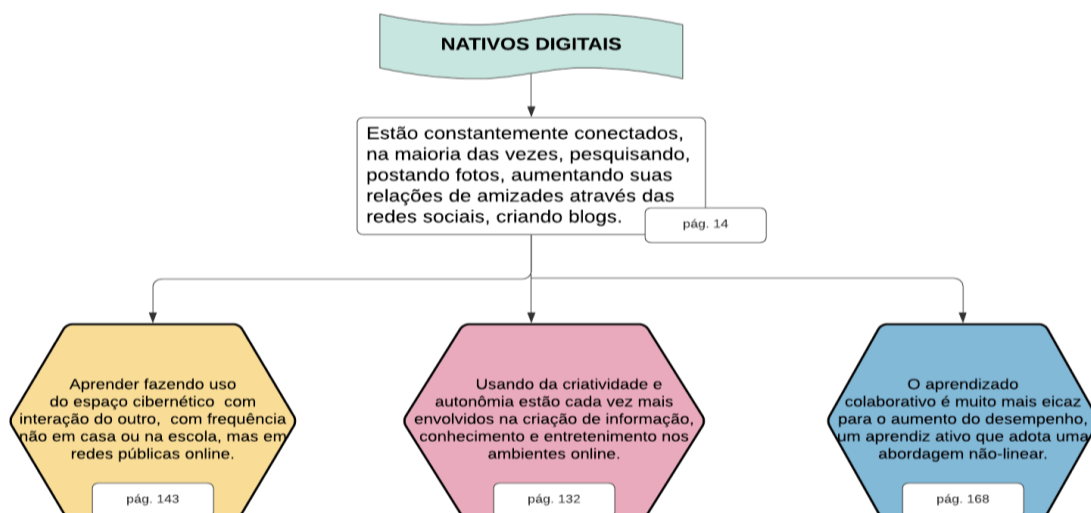 NATIVOS DIGITAIS
Estão constantemente conectados,
na maioria das vezes, pesquisando,
postando fotos, aumentando suas
relações de amizades através das
redes sociais, criando blogs.
pág. 14
Aprender fazendo uso
do espaço cibernético com
interação do outro, com frequência
não em casa ou na escola, mas em
redes públicas online.
pág. 143
Usando da criatividade e
autonômia estão cada vez mais
envolvidos na criação de informação,
conhecimento e entretenimento nos
ambientes online.
pág. 132
O aprendizado
colaborativo é muito mais eicaz
para o aumento do desempenho,
um aprendiz ativo que adota uma
abordagem não-linear.
pág. 168